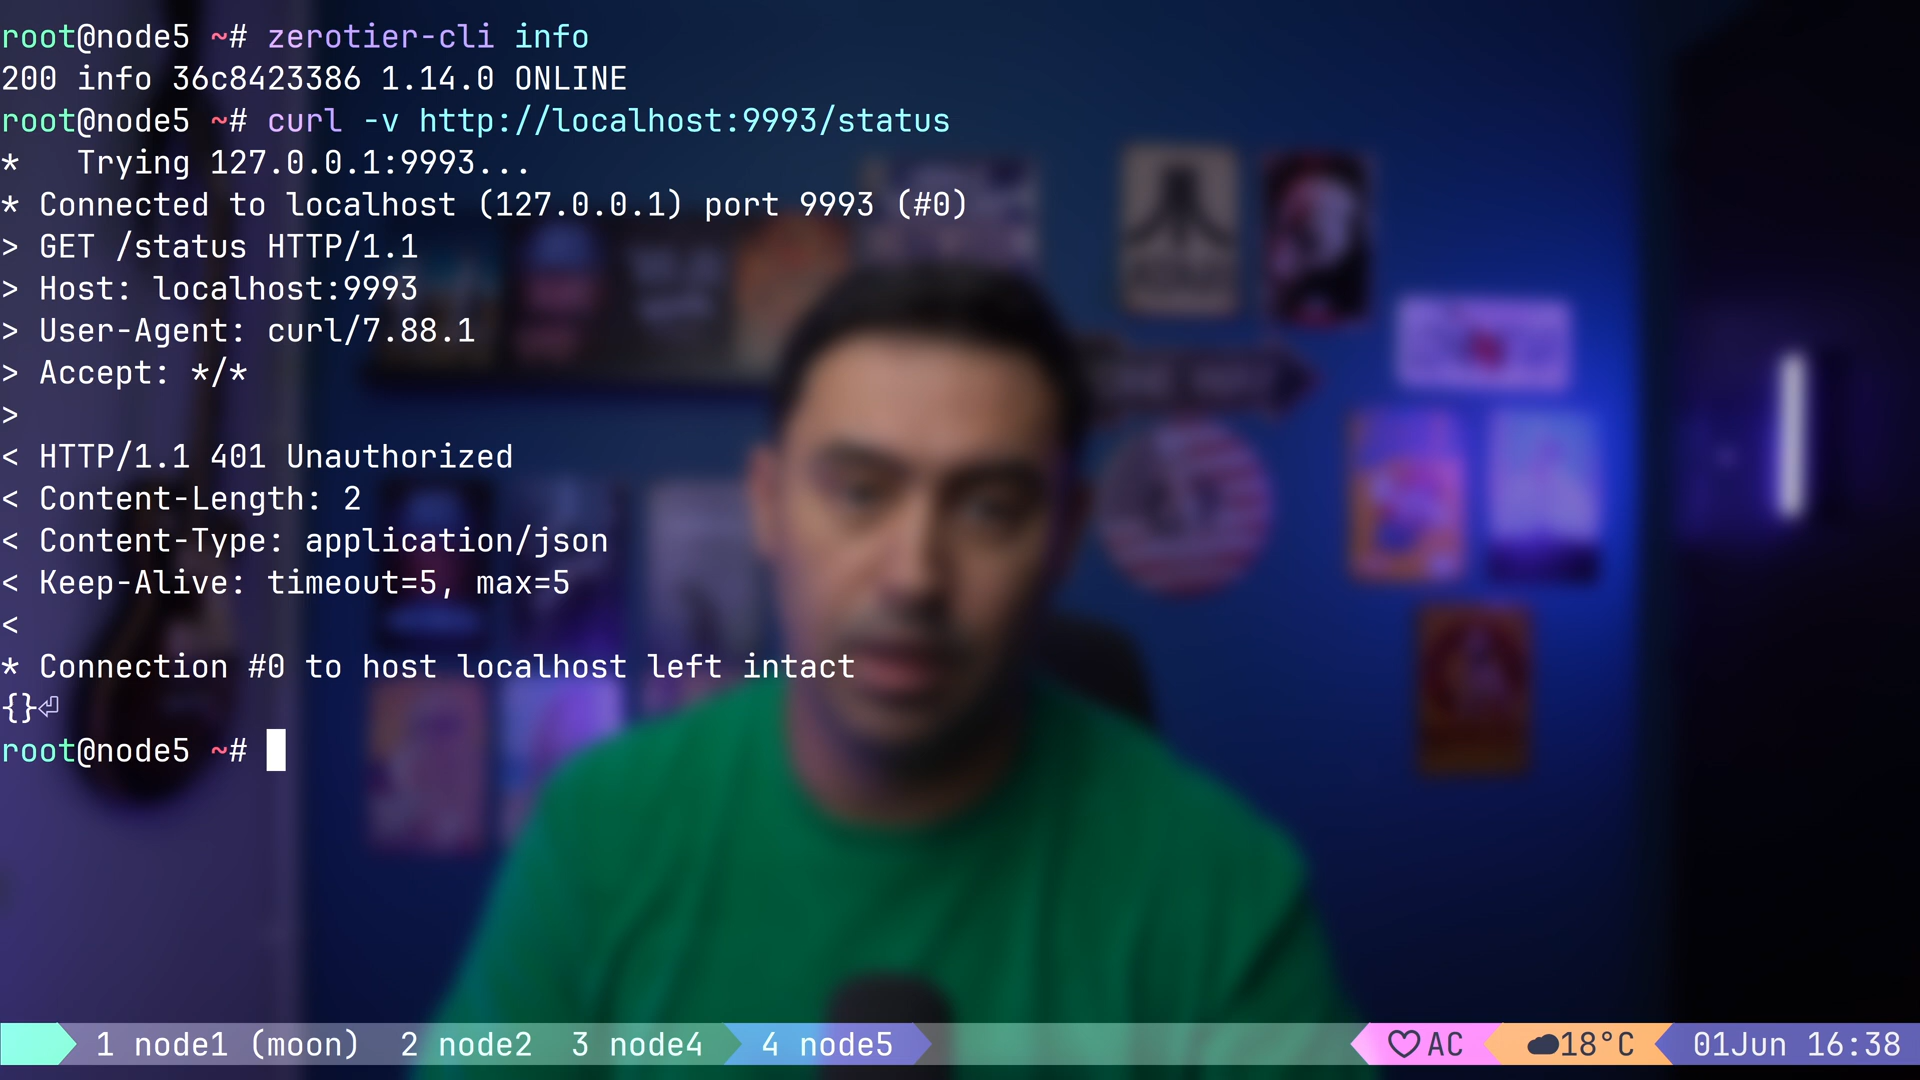 root@node5 ~# zerotier-cli info
200 info 36c8423386 1.14.0 ONLINE
root@node5 ~# curl -v http://localhost:9993/status
*   Trying 127.0.0.1:9993...
* Connected to localhost (127.0.0.1) port 9993 (#0)
> GET /status HTTP/1.1
> Host: localhost:9993
> User-Agent: curl/7.88.1
> Accept: */*
>
< HTTP/1.1 401 Unauthorized
< Content-Length: 2
< Content-Type: application/json
< Keep-Alive: timeout=5, max=5
<
* Connection #0 to host localhost left intact
{}⏎
root@node5 ~#
1 node1 (moon) 2 node2 3 node4 4 node5 AC 18°C 01Jun 16:38